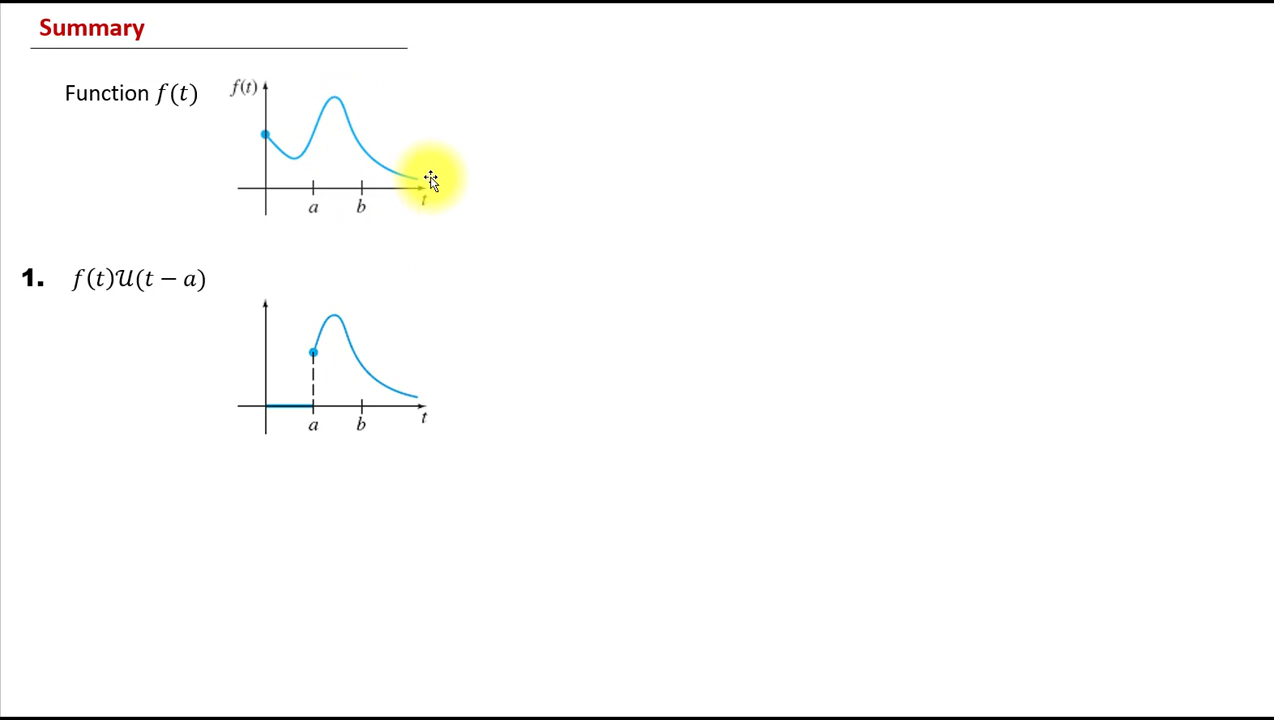 Summary
Function f(t)
f(t)
a b t
1. f(t)𝒰(t − a)
a b t